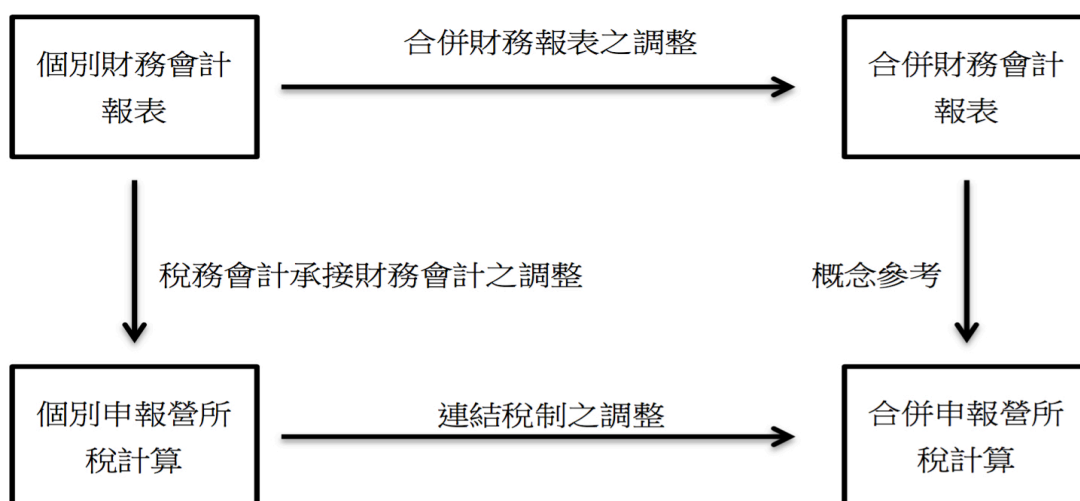 個別財務會計
報表
合併財務報表之調整
合併財務會計
報表
稅務會計承接財務會計之調整
概念參考
個別申報營所
稅計算
連結稅制之調整
合併申報營所
稅計算